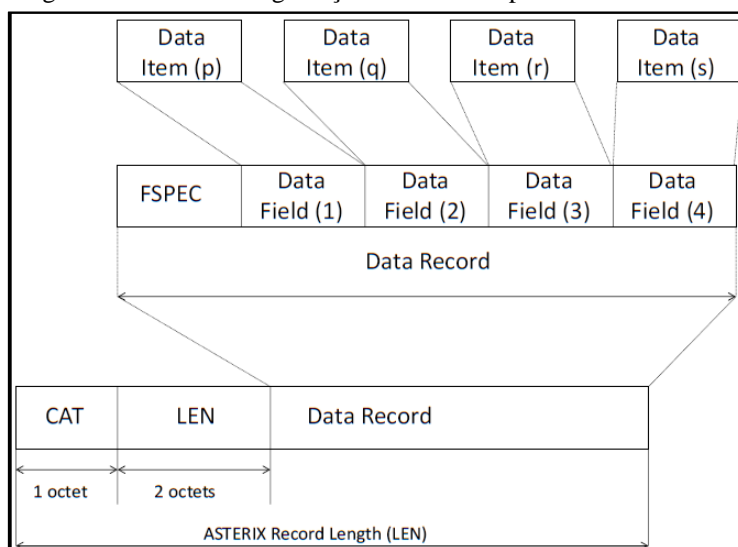 Data Item (p)
Data Item (q)
Data Item (r)
Data Item (s)
FSPEC
Data Field (1)
Data Field (2)
Data Field (3)
Data Field (4)
Data Record
CAT
LEN
Data Record
1 octet
2 octets
ASTERIX Record Length (LEN)